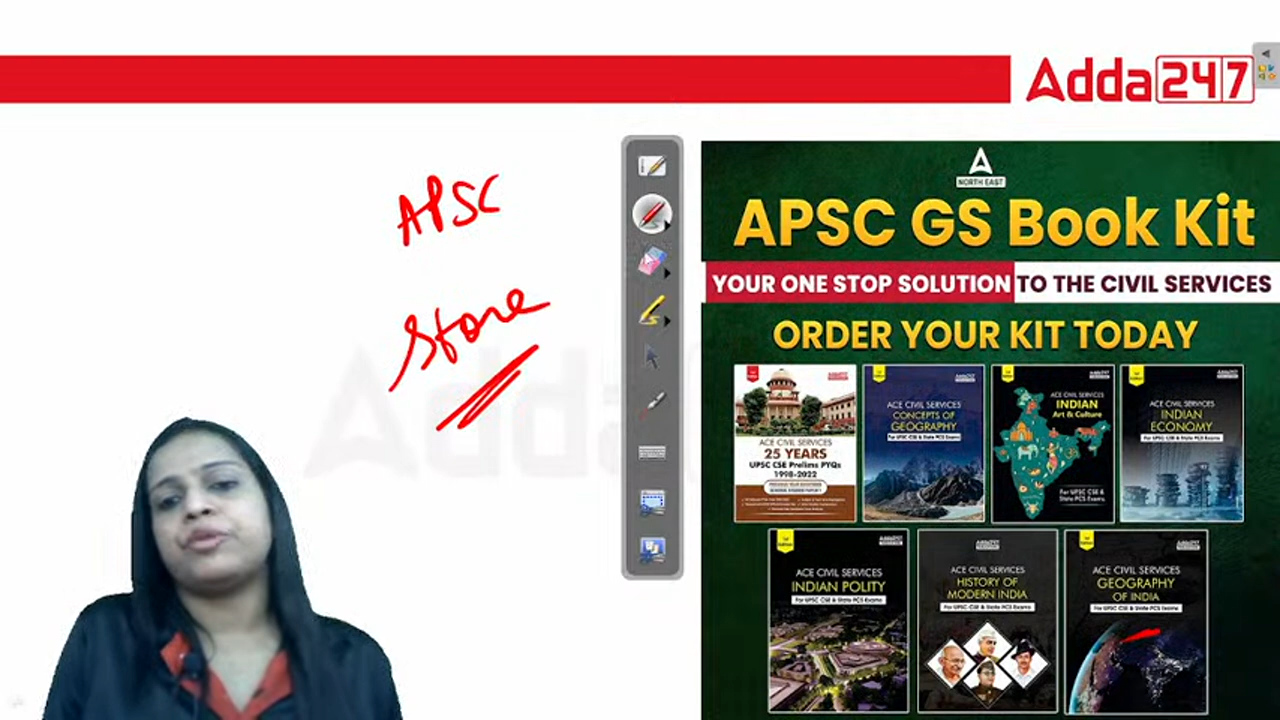 Adda247
APSC
Store
NORTH EAST
APSC GS Book Kit
YOUR ONE STOP SOLUTION TO THE CIVIL SERVICES
ORDER YOUR KIT TODAY
ACE CIVIL SERVICES
25 YEARS
UPSC CSE Prelims PYQs
1998-2022
ACE CIVIL SERVICES
CONCEPTS OF
GEOGRAPHY
For UPSC CSE & State PCS Exams
ACE CIVIL SERVICES
INDIAN
Art & Culture
For UPSC CSE &
State PCS Exams
ACE CIVIL SERVICES
INDIAN
ECONOMY
For UPSC CSE & State PCS Exams
ACE CIVIL SERVICES
INDIAN POLITY
For UPSC CSE & State PCS Exams
ACE CIVIL SERVICES
HISTORY OF
MODERN INDIA
For UPSC CSE & State PCS Exams
ACE CIVIL SERVICES
GEOGRAPHY
OF INDIA
For UPSC CSE & State PCS Exams